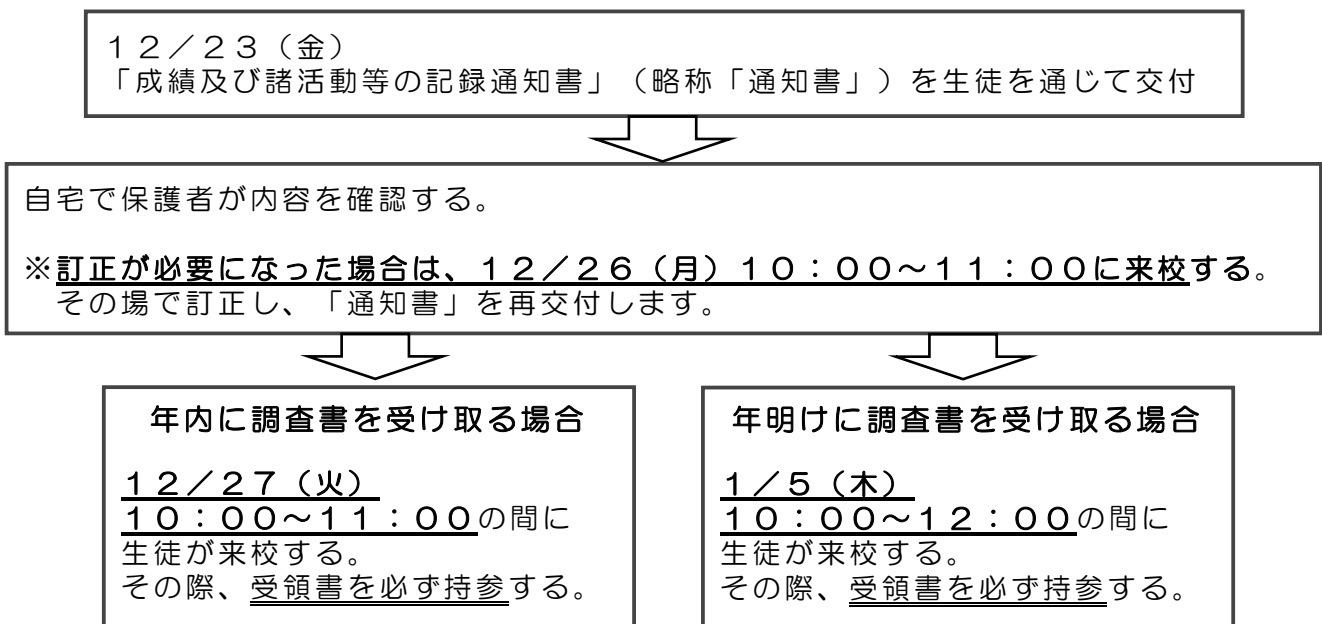 １２／２３（金）
「成績及び諸活動等の記録通知書」（略称「通知書」）を生徒を通じて交付
自宅で保護者が内容を確認する。
※訂正が必要になった場合は、１２／２６（月）１０：００～１１：００に来校する。
その場で訂正し、「通知書」を再交付します。
年内に調査書を受け取る場合
１２／２７（火）
１０：００～１１：００の間に
生徒が来校する。
その際、受領書を必ず持参する。
年明けに調査書を受け取る場合
１／５（木）
１０：００～１２：００の間に
生徒が来校する。
その際、受領書を必ず持参する。